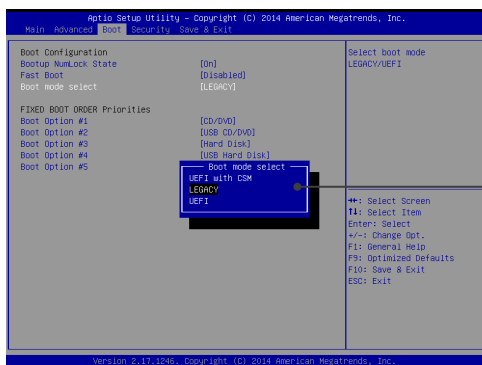 Aptio Setup Utility – Copyright (C) 2014 American Megatrends, Inc.
Main Advanced Boot Security Save & Exit
Boot Configuration
Bootup NumLock State [On]
Fast Boot [Disabled]
Boot mode select [LEGACY]
FIXED BOOT ORDER Priorities
Boot Option #1 [CD/DVD]
Boot Option #2 [USB CD/DVD]
Boot Option #3 [Hard Disk]
Boot Option #4 [USB Hard Disk]
Boot Option #5
Boot mode select
UEFI with CSM
LEGACY
UEFI
Select boot mode
LEGACY/UEFI
→←: Select Screen
↑↓: Select Item
Enter: Select
+/-: Change Opt.
F1: General Help
F9: Optimized Defaults
F10: Save & Exit
ESC: Exit
Version 2.17.1246. Copyright (C) 2014 American Megatrends, Inc.